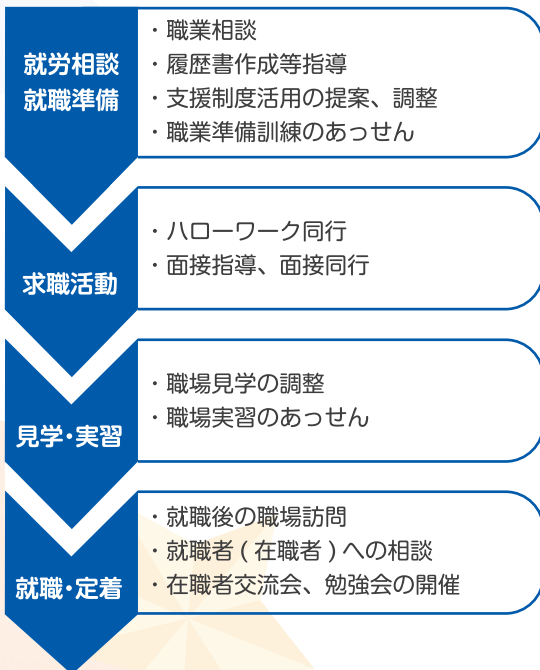 就労相談
就職準備
・職業相談
・履歴書作成等指導
・支援制度活用の提案、調整
・職業準備訓練のあっせん
求職活動
・ハローワーク同行
・面接指導、面接同行
見学・実習
・職場見学の調整
・職場実習のあっせん
就職・定着
・就職後の職場訪問
・就職者 ( 在職者 ) への相談
・在職者交流会、勉強会の開催